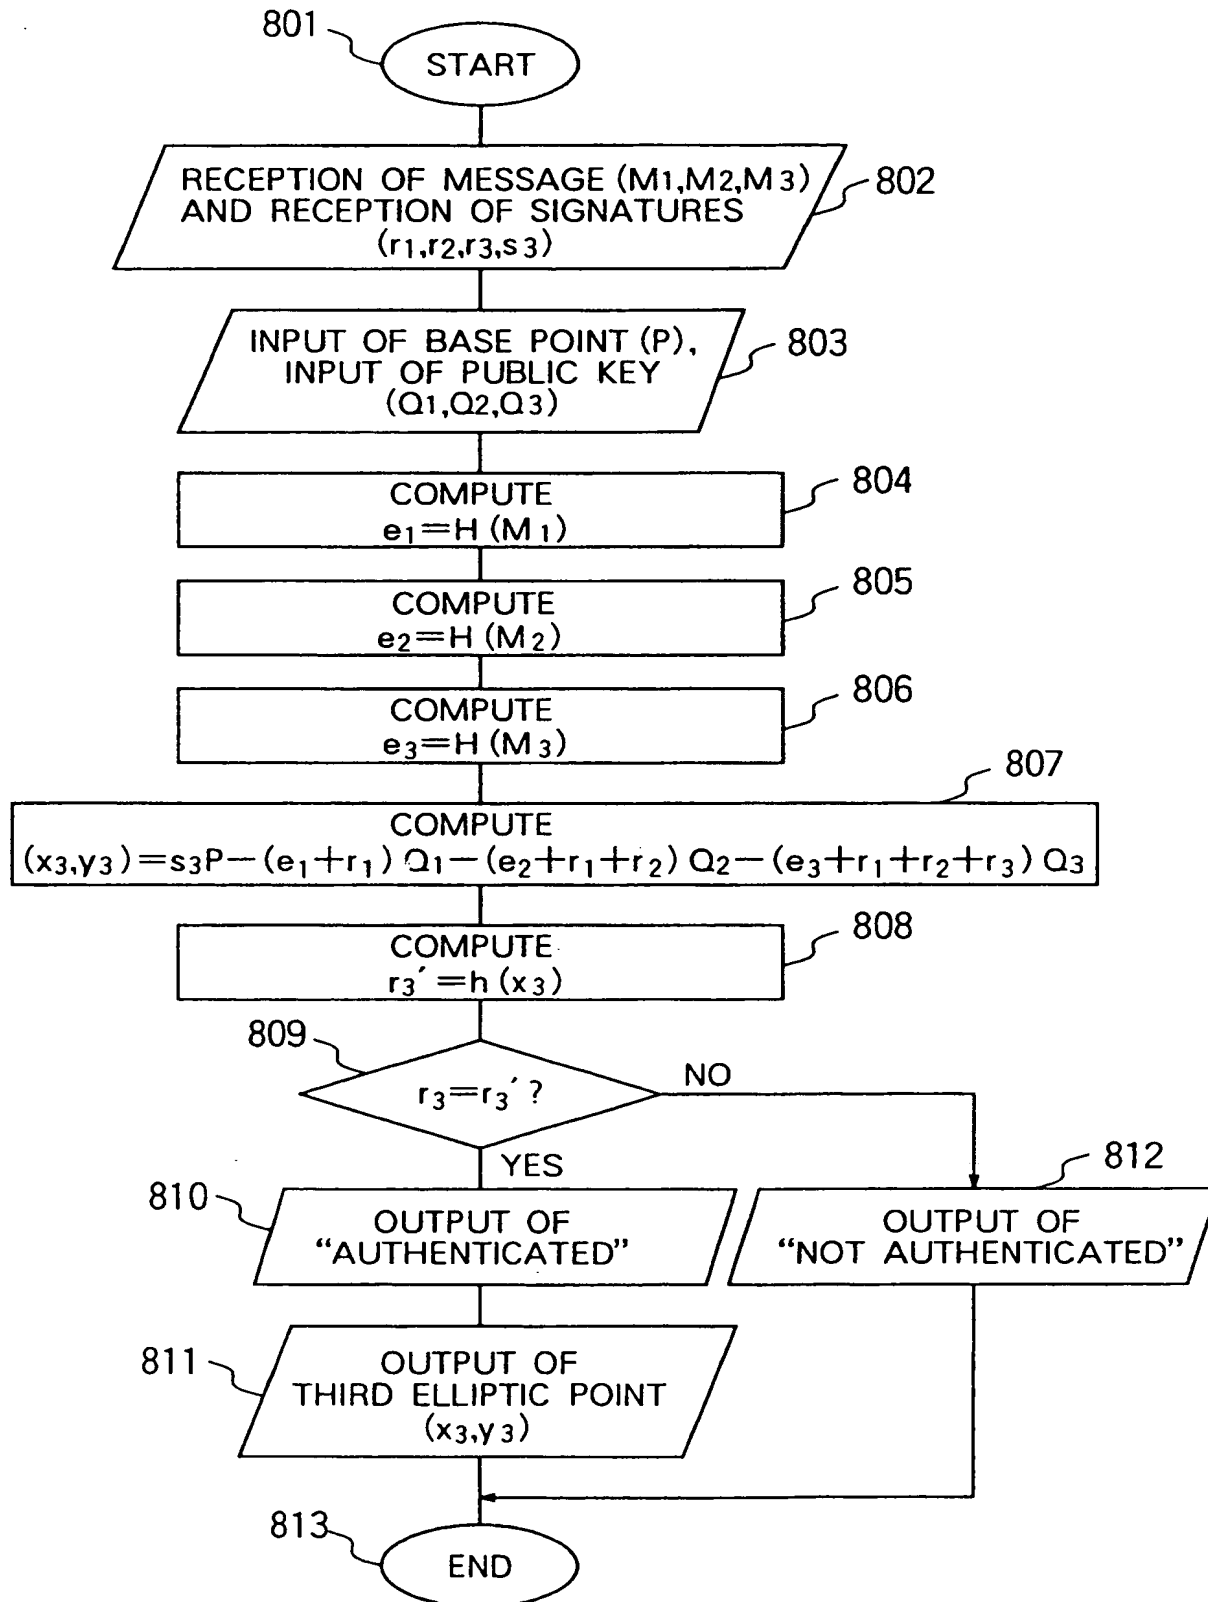 801
START
RECEPTION OF MESSAGE (M1,M2,M3)
AND RECEPTION OF SIGNATURES
(r1,r2,r3,s3)
802
INPUT OF BASE POINT (P),
INPUT OF PUBLIC KEY
(Q1,Q2,Q3)
803
COMPUTE
e1=H(M1)
804
COMPUTE
e2=H(M2)
805
COMPUTE
e3=H(M3)
806
807
COMPUTE
(x3,y3)=s3P-(e1+r1)Q1-(e2+r1+r2)Q2-(e3+r1+r2+r3)Q3
COMPUTE
r3'=h(x3)
808
809
r3=r3'?
NO
YES
810
OUTPUT OF
"AUTHENTICATED"
812
OUTPUT OF
"NOT AUTHENTICATED"
811
OUTPUT OF
THIRD ELLIPTIC POINT
(x3,y3)
813
END